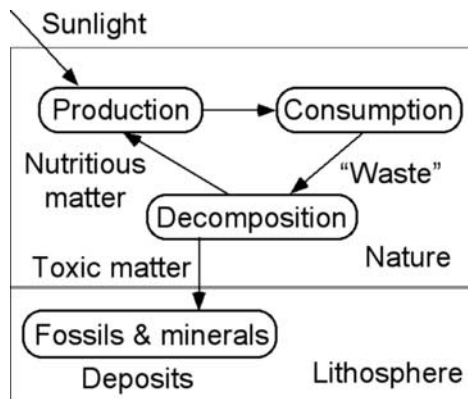 Sunlight
Production
Consumption
Nutritious
matter
“Waste”
Decomposition
Nature
Toxic matter
Fossils & minerals
Deposits
Lithosphere